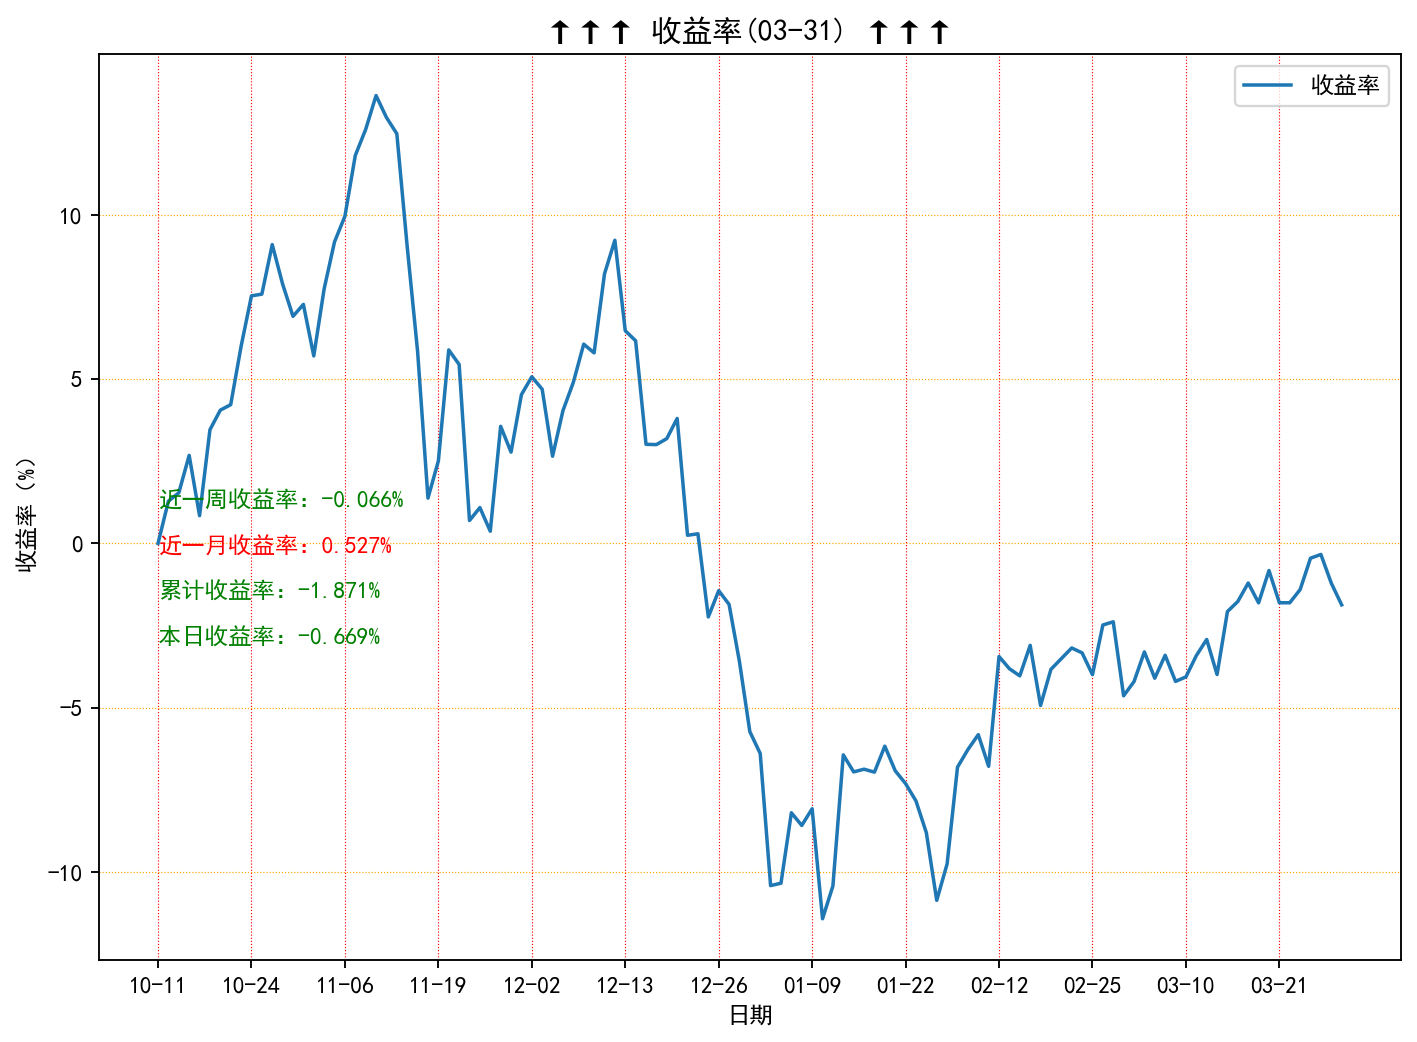 ↑↑↑ 收益率(03-31) ↑↑↑
收益率
10
5
0
-5
-10
收益率（%）
近一周收益率：-0.066%
近一月收益率：0.527%
累计收益率：-1.871%
本日收益率：-0.669%
10-11 10-24 11-06 11-19 12-02 12-13 12-26 01-09 01-22 02-12 02-25 03-10 03-21
日期